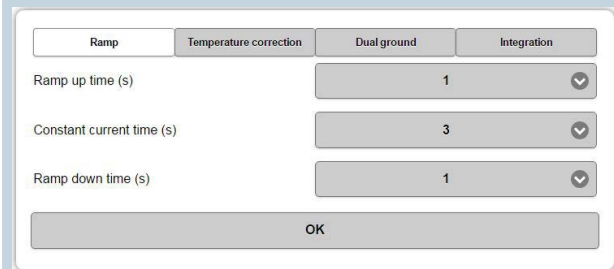 Ramp Temperature correction Dual ground Integration
Ramp up time (s) 1
Constant current time (s) 3
Ramp down time (s) 1
OK